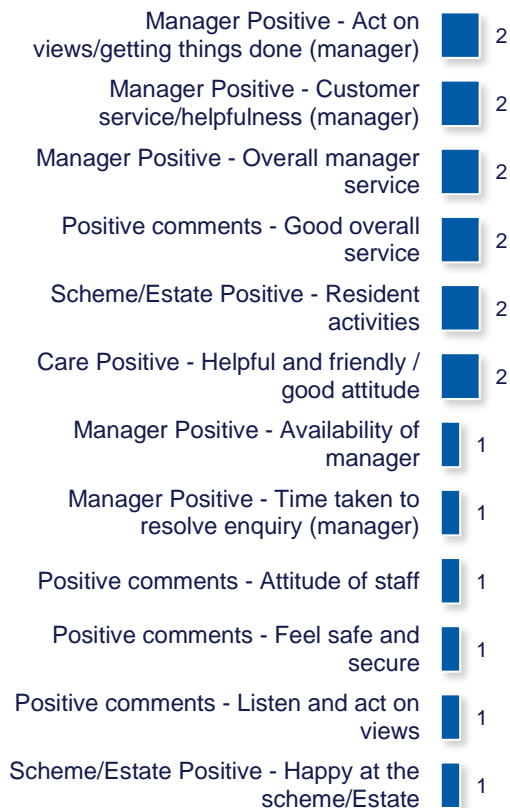 Manager Positive - Act on
views/getting things done (manager)
2
Manager Positive - Customer
service/helpfulness (manager)
2
Manager Positive - Overall manager
service
2
Positive comments - Good overall
service
2
Scheme/Estate Positive - Resident
activities
2
Care Positive - Helpful and friendly /
good attitude
2
Manager Positive - Availability of
manager
1
Manager Positive - Time taken to
resolve enquiry (manager)
1
Positive comments - Attitude of staff
1
Positive comments - Feel safe and
secure
1
Positive comments - Listen and act on
views
1
Scheme/Estate Positive - Happy at the
scheme/Estate
1